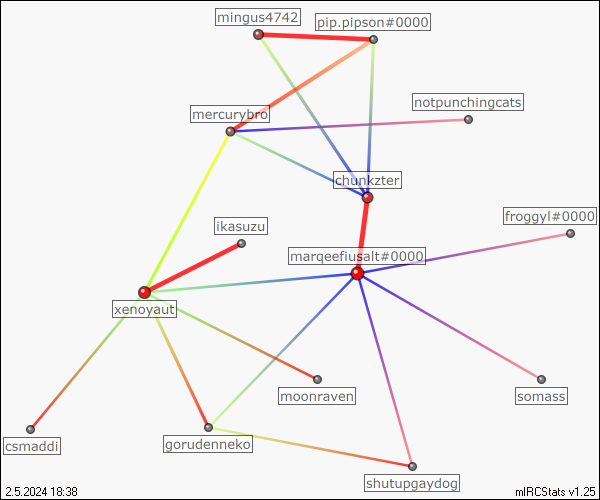 mingus4742
pip.pipson#0000
notpunchingcats
mercurybro
chunkzter
froggyl#0000
ikasuzu
marqeefiusalt#0000
xenoyaut
moonraven
somass
csmaddi
gorudenneko
shutupgaydog
2.5.2024 18:38
mIRCStats v1.25